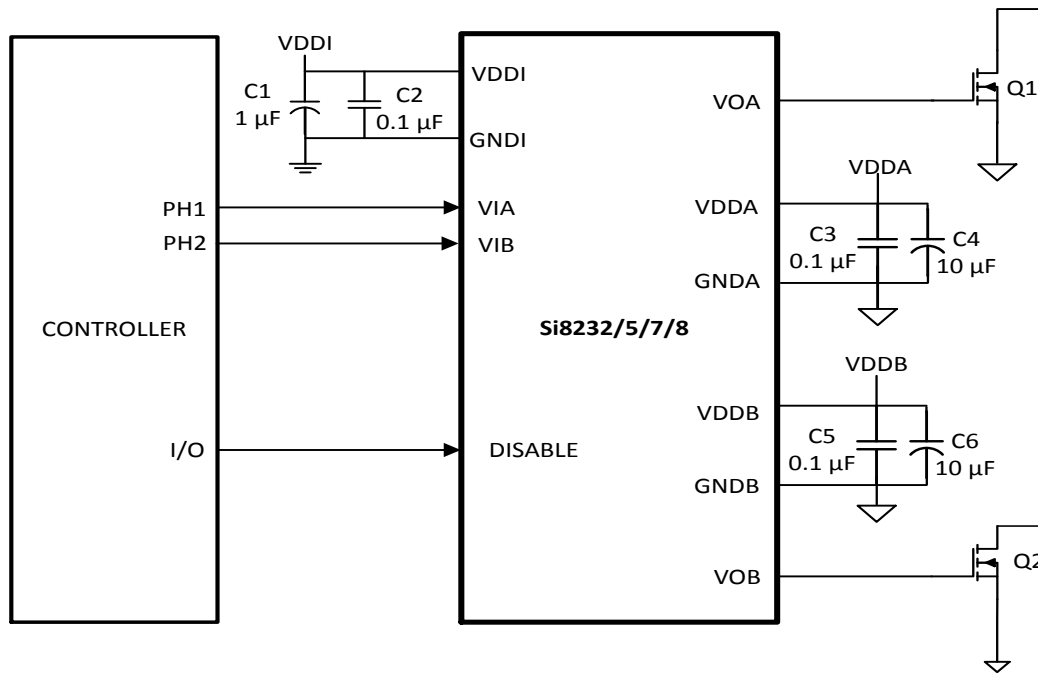 VDDI
C1
1 µF
C2
0.1 µF
VDDI
GNDI
PH1
PH2
VIA
VIB
CONTROLLER
I/O
DISABLE
Si8232/5/7/8
VOA
Q1
VDDA
VDDA
C3
0.1 µF
C4
10 µF
GNDA
VDDB
VDDB
C5
0.1 µF
C6
10 µF
GNDB
VOB
Q2